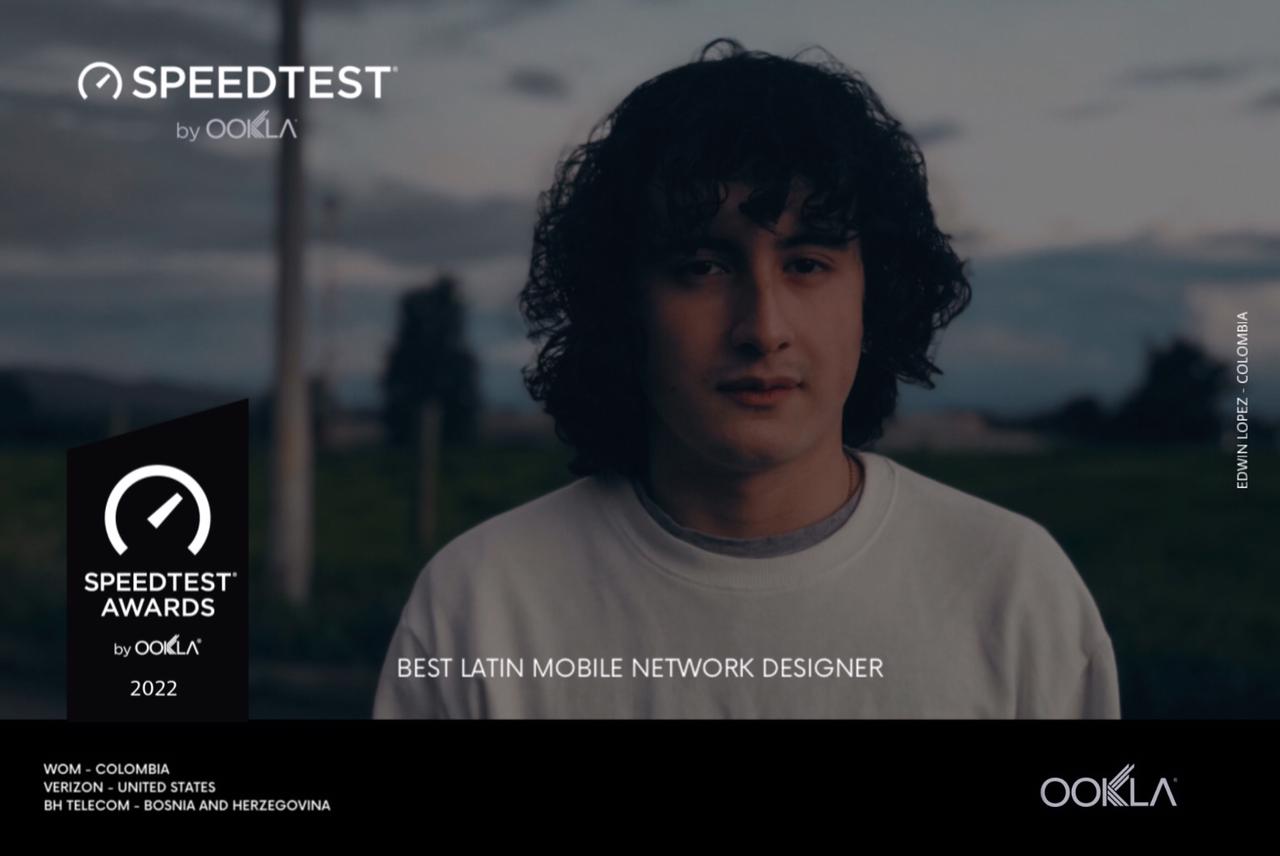 SPEEDTEST®
by OOKLA®
EDWIN LOPEZ - COLOMBIA
SPEEDTEST®
AWARDS
by OOKLA®
2022
BEST LATIN MOBILE NETWORK DESIGNER
WOM - COLOMBIA
VERIZON - UNITED STATES
BH TELECOM - BOSNIA AND HERZEGOVINA
OOKLA®